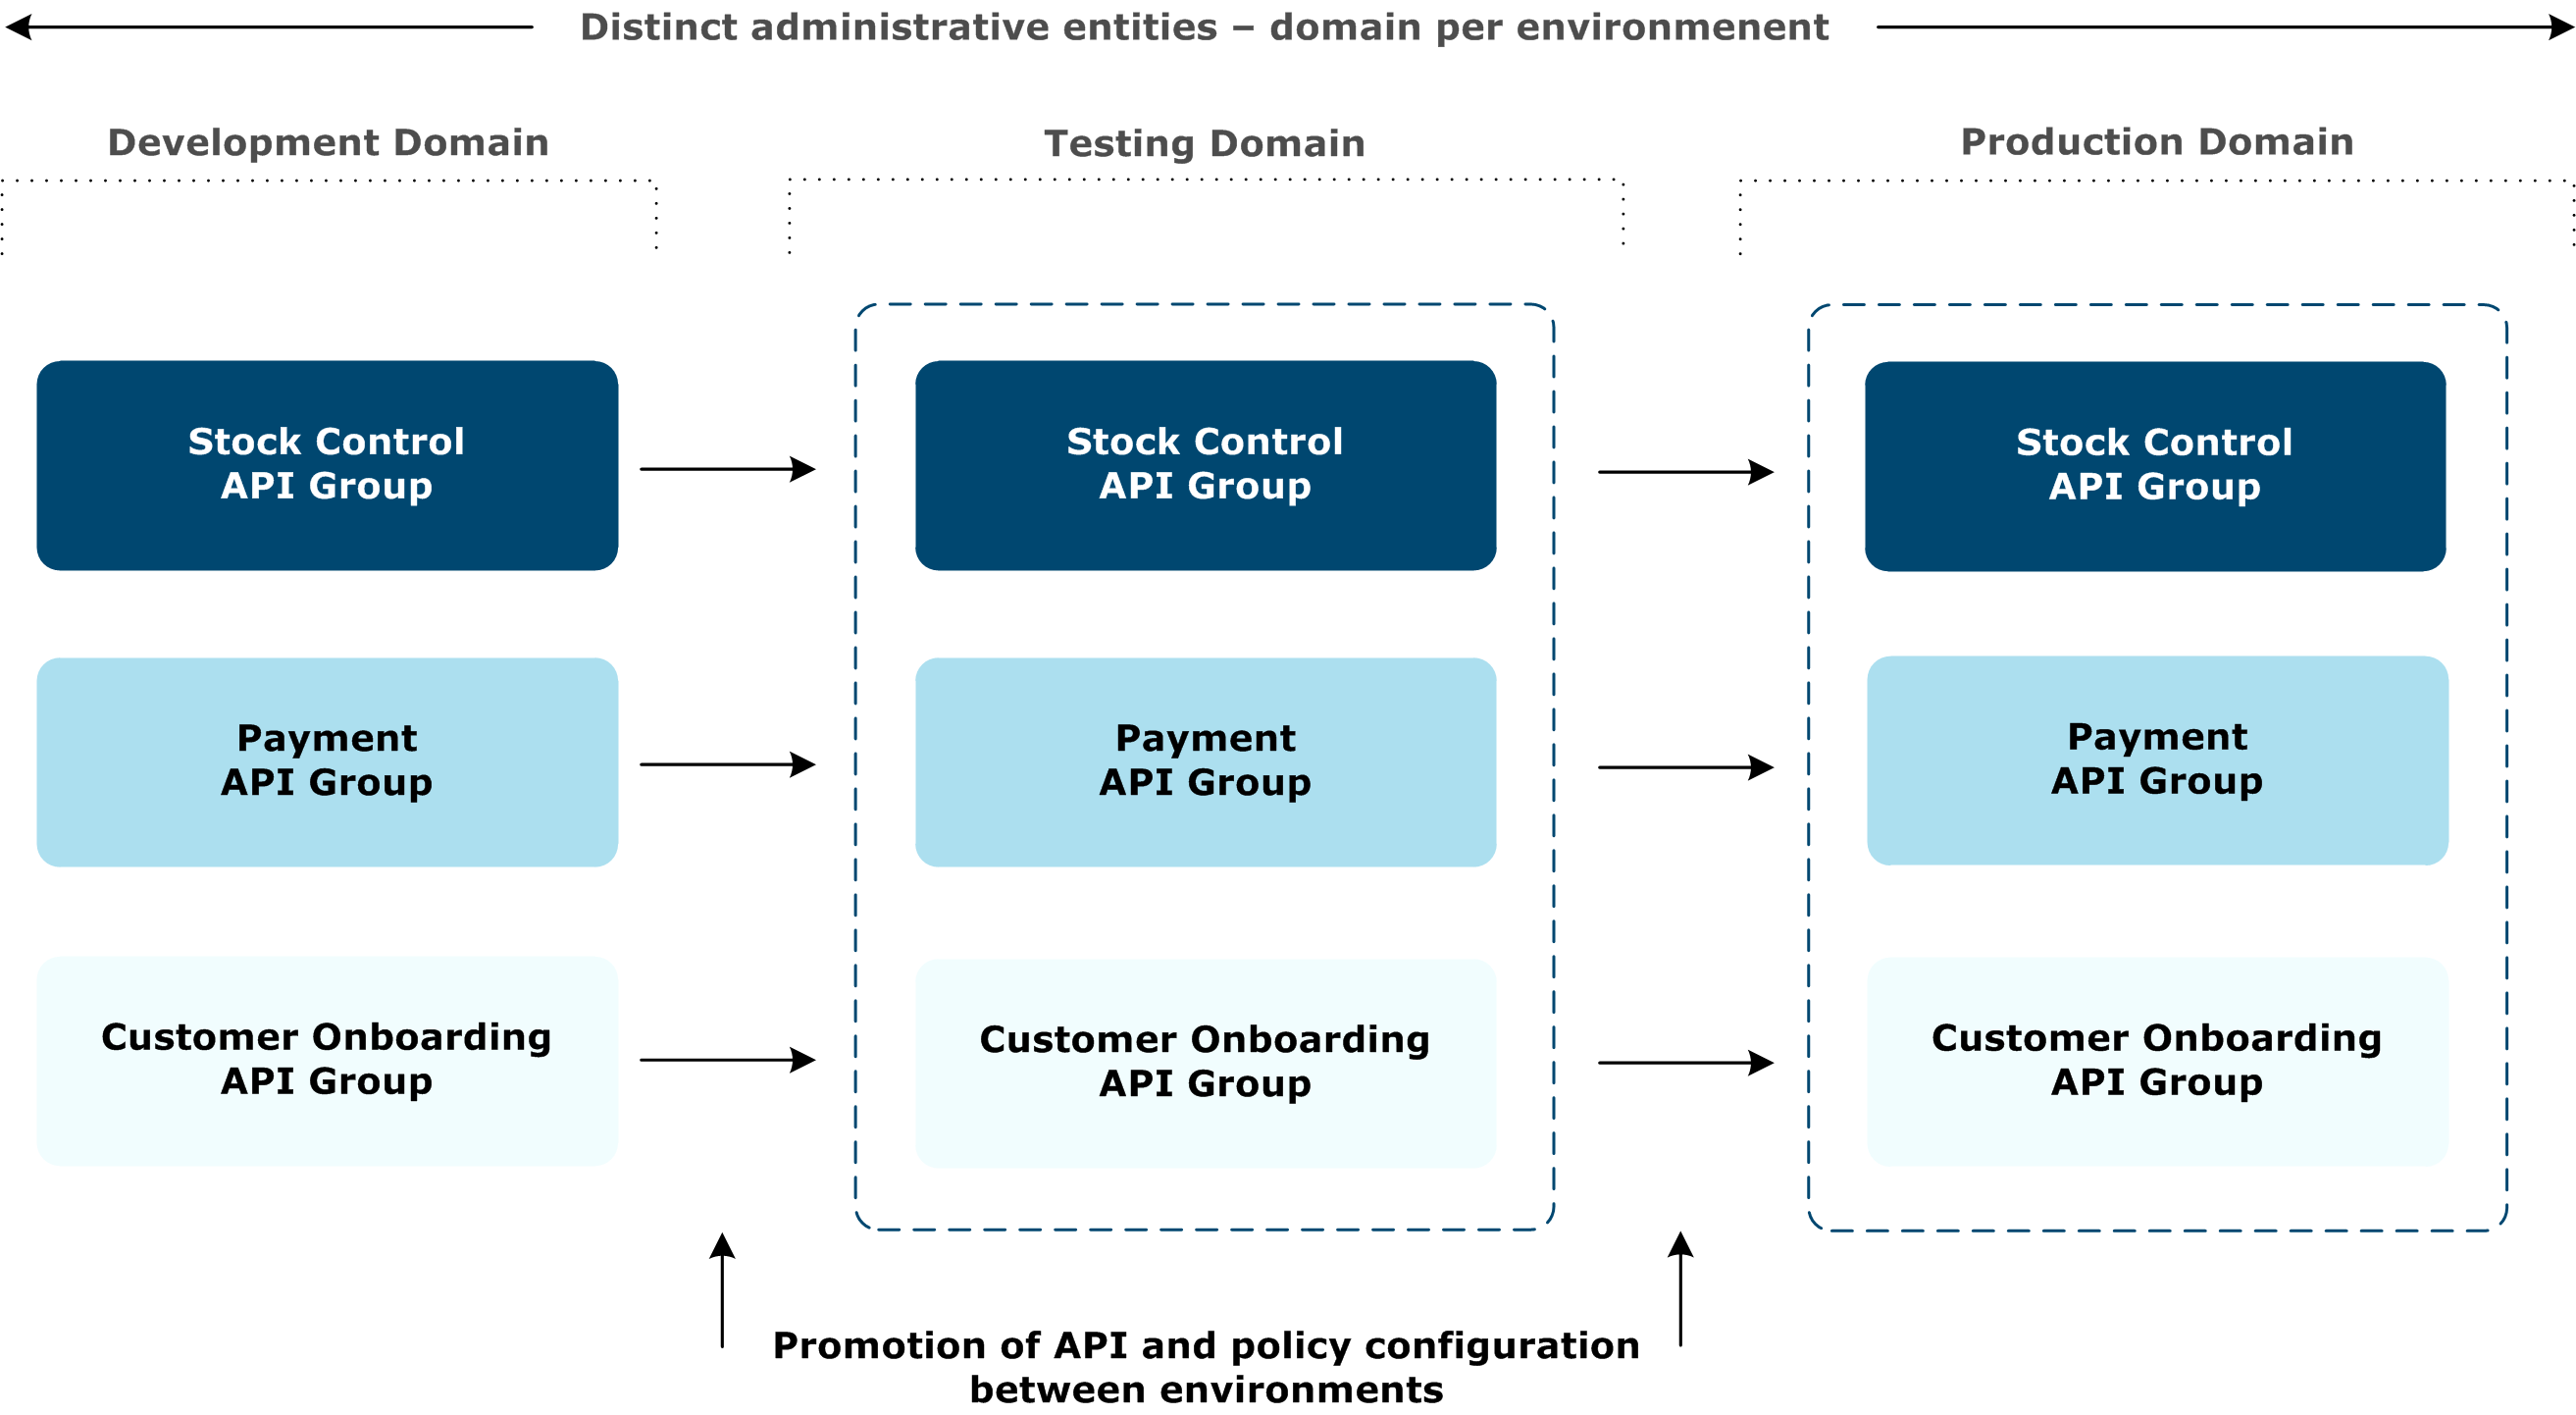 Distinct administrative entities – domain per environmenent
Development Domain
Testing Domain
Production Domain
Stock Control
API Group
Stock Control
API Group
Stock Control
API Group
Payment
API Group
Payment
API Group
Payment
API Group
Customer Onboarding
API Group
Customer Onboarding
API Group
Customer Onboarding
API Group
Promotion of API and policy configuration
between environments